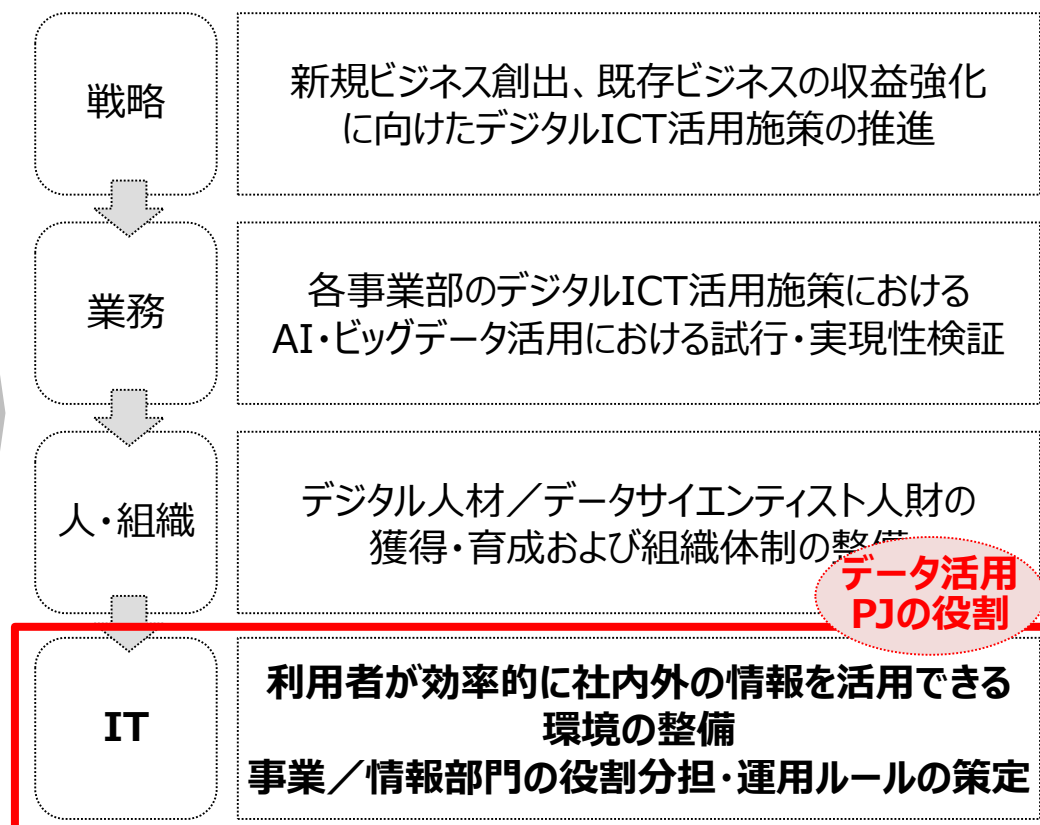 戦略
新規ビジネス創出、既存ビジネスの収益強化
に向けたデジタルICT活用施策の推進
業務
各事業部のデジタルICT活用施策における
AI・ビッグデータ活用における試行・実現性検証
人・組織
デジタル人材／データサイエンティスト人財の
獲得・育成および組織体制の整備
データ活用
PJの役割
IT
利用者が効率的に社内外の情報を活用できる
環境の整備
事業／情報部門の役割分担・運用ルールの策定